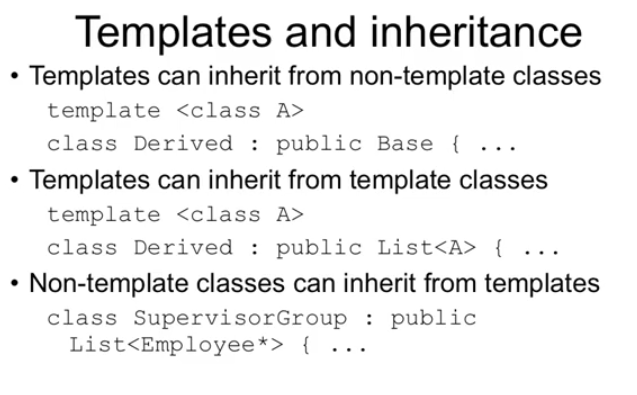 Templates and inheritance
• Templates can inherit from non-template classes
template <class A>
class Derived : public Base { ...
• Templates can inherit from template classes
template <class A>
class Derived : public List<A> { ...
• Non-template classes can inherit from templates
class SupervisorGroup : public
List<Employee*> { ...